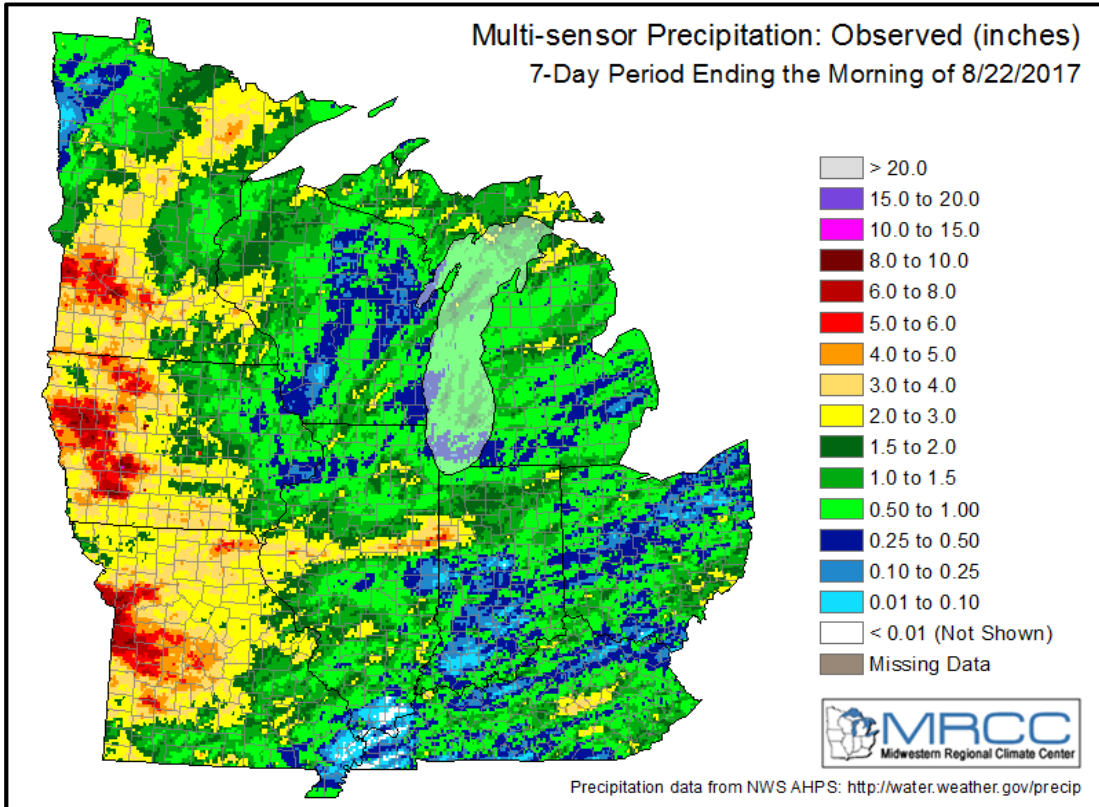 Multi-sensor Precipitation: Observed (inches)
7-Day Period Ending the Morning of 8/22/2017
> 20.0
15.0 to 20.0
10.0 to 15.0
8.0 to 10.0
6.0 to 8.0
5.0 to 6.0
4.0 to 5.0
3.0 to 4.0
2.0 to 3.0
1.5 to 2.0
1.0 to 1.5
0.50 to 1.00
0.25 to 0.50
0.10 to 0.25
0.01 to 0.10
< 0.01 (Not Shown)
Missing Data
MRCC
Midwestern Regional Climate Center
Precipitation data from NWS AHPS: http://water.weather.gov/precip